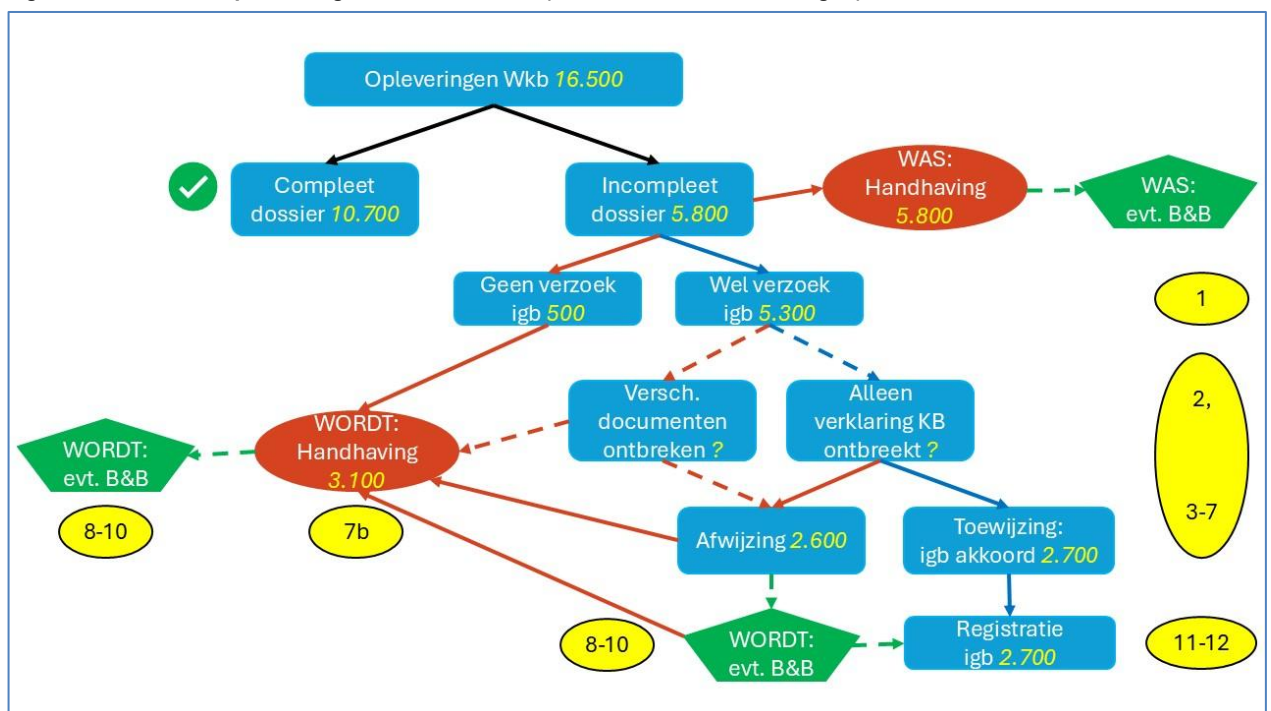 Opleveringen Wkb 16.500
Compleet
dossier 10.700
Incompleet
dossier 5.800
WAS:
Handhaving
5.800
WAS:
evt. B&B
Geen verzoek
igb 500
Wel verzoek
igb 5.300
1
Versch.
documenten
ontbreken ?
Alleen
verklaring KB
ontbreekt ?
2,
3-7
WORDT:
evt. B&B
WORDT:
Handhaving
3.100
8-10
7b
Afwijzing 2.600
Toewijzing:
igb akkoord 2.700
8-10
WORDT:
evt. B&B
Registratie
igb 2.700
11-12